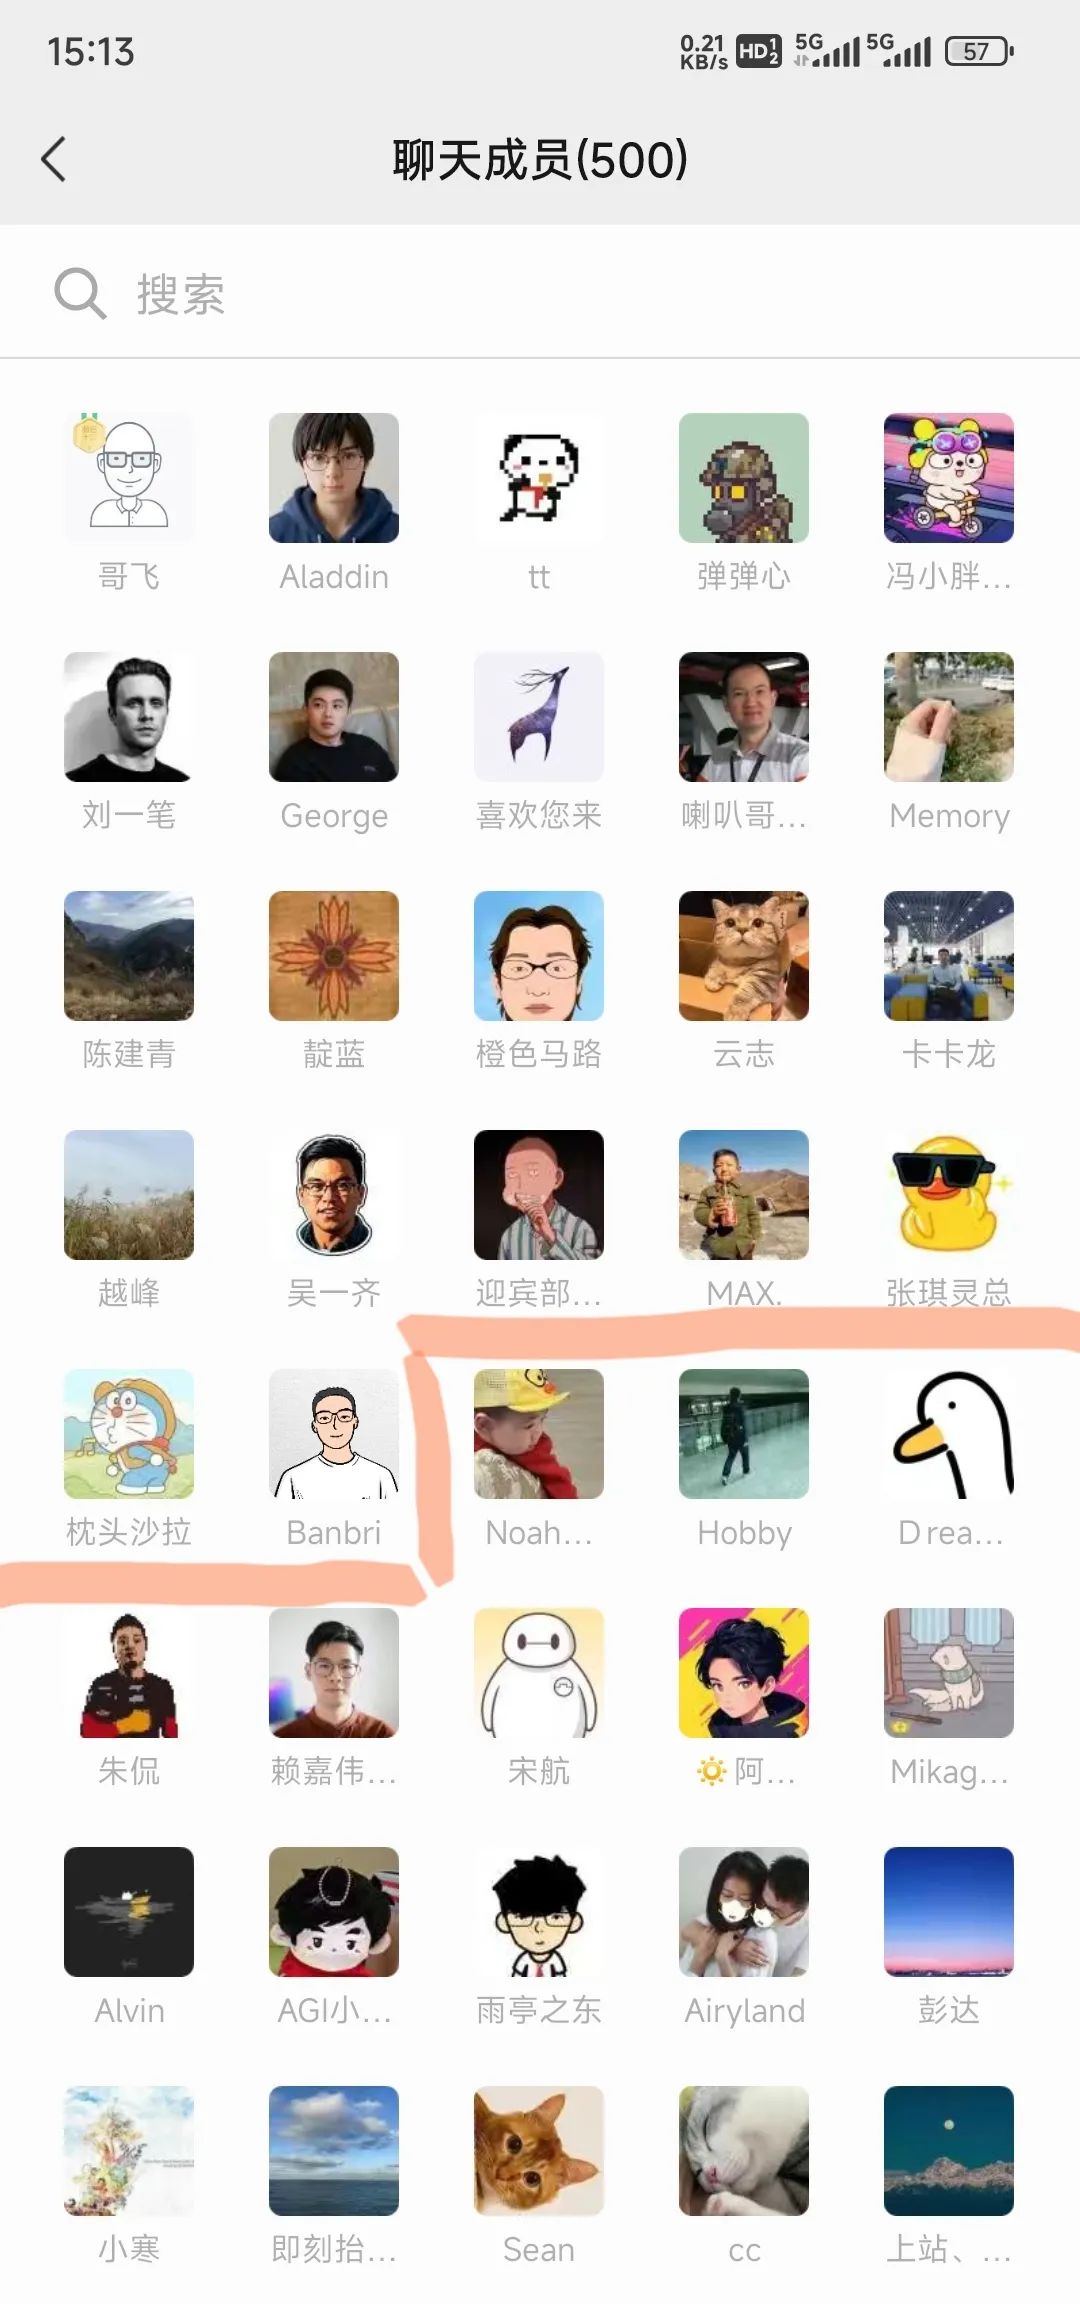 15:13
0.21 KB/s HD 1 2 5G 5G 57
聊天成员(500)
搜索
哥飞 Aladdin tt 弹弹心 冯小胖...
刘一笔 George 喜欢您来 喇叭哥... Memory
陈建青 靛蓝 橙色马路 云志 卡卡龙
越峰 吴一齐 迎宾部... MAX. 张琪灵总
枕头沙拉 Banbri Noah... Hobby Drea...
朱侃 赖嘉伟... 宋航 阿... Mikag...
Alvin AGI小... 雨亭之东 Airyland 彭达
小寒 即刻抬... Sean cc 上站、...